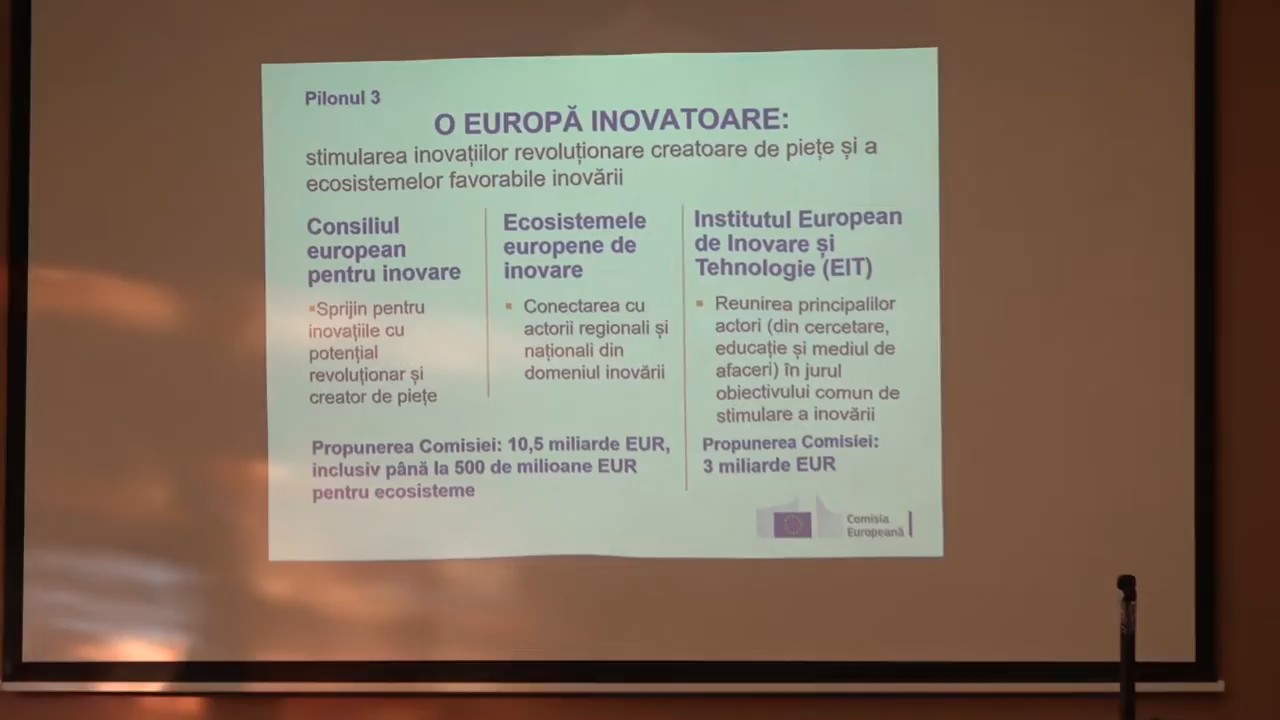 Pilonul 3
O EUROPĂ INOVATOARE:
stimularea inovațiilor revoluționare creatoare de piețe și a
ecosistemelor favorabile inovării
Consiliul
european
pentru inovare
▪Sprijin pentru
inovațiile cu
potențial
revoluționar și
creator de piețe
Ecosistemele
europene de
inovare
▪ Conectarea cu
actorii regionali și
naționali din
domeniul inovării
Propunerea Comisiei: 10,5 miliarde EUR,
inclusiv până la 500 de milioane EUR
pentru ecosisteme
Institutul European
de Inovare și
Tehnologie (EIT)
▪ Reunirea principalilor
actori (din cercetare,
educație și mediul de
afaceri) în jurul
obiectivului comun de
stimulare a inovării
Propunerea Comisiei:
3 miliarde EUR
Comisia
Europeană